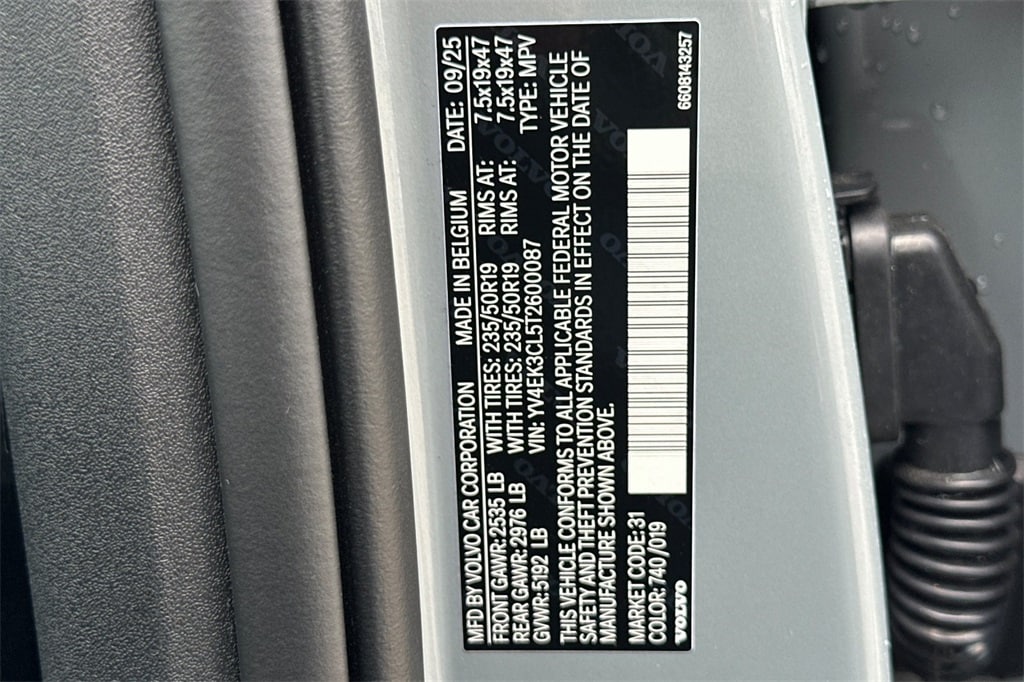 MFD BY VOLVO CAR CORPORATION MADE IN BELGIUM DATE: 09/25
FRONT GAWR: 2535 LB WITH TIRES: 235/50R19 RIMS AT: 7.5x19x47
REAR GAWR: 2976 LB WITH TIRES: 235/50R19 RIMS AT: 7.5x19x47
GVWR: 5192 LB VIN: YV4EK3CL5T2600087 TYPE: MPV
THIS VEHICLE CONFORMS TO ALL APPLICABLE FEDERAL MOTOR VEHICLE
SAFETY AND THEFT PREVENTION STANDARDS IN EFFECT ON THE DATE OF
MANUFACTURE SHOWN ABOVE.
MARKET CODE: 31
COLOR: 740/019
VOLVO
6608143257